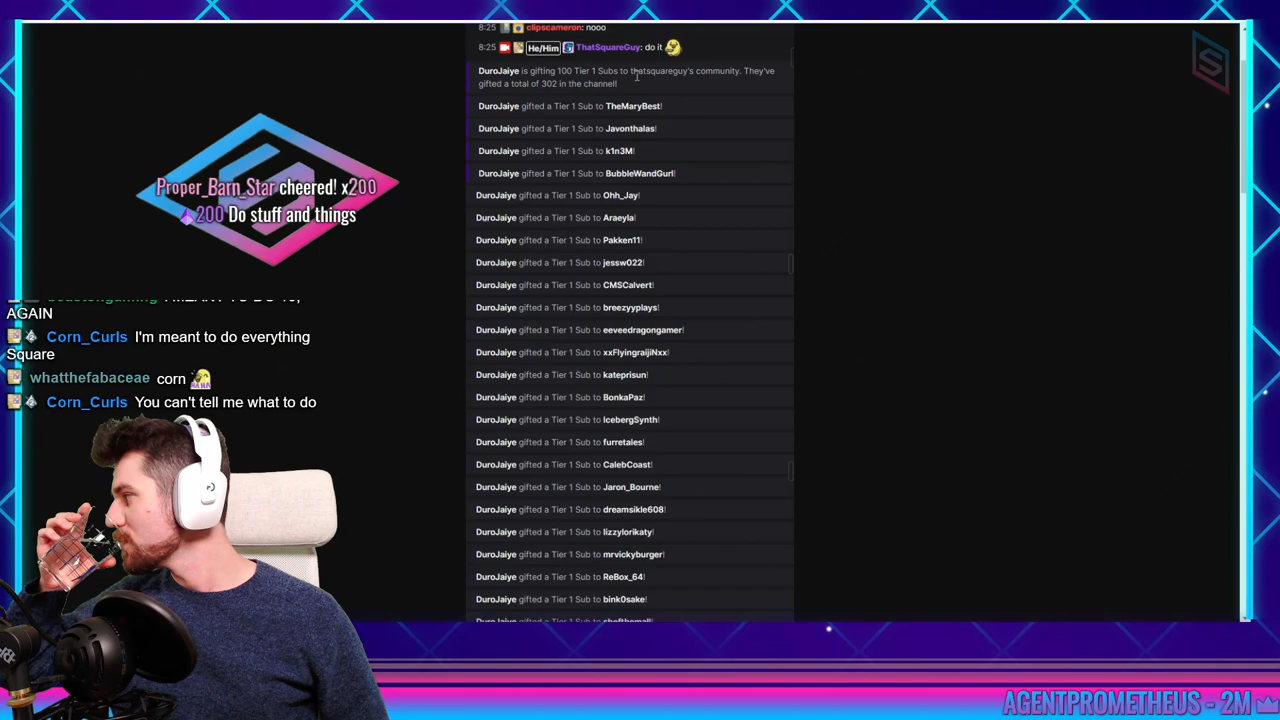 8:25 clipscameron: nooo
8:25 He/Him ThatSquareGuy: do it
DuroJaiye is gifting 100 Tier 1 Subs to thatsquareguy's community. They've
gifted a total of 302 in the channel!
DuroJaiye gifted a Tier 1 Sub to TheMaryBest!
DuroJaiye gifted a Tier 1 Sub to Javonthalas!
DuroJaiye gifted a Tier 1 Sub to k1n3M!
DuroJaiye gifted a Tier 1 Sub to BubbleWandGurl!
DuroJaiye gifted a Tier 1 Sub to Ohh_Jay!
DuroJaiye gifted a Tier 1 Sub to Araeyla!
DuroJaiye gifted a Tier 1 Sub to Pakken11!
DuroJaiye gifted a Tier 1 Sub to jessw022!
DuroJaiye gifted a Tier 1 Sub to CMSCalvert!
DuroJaiye gifted a Tier 1 Sub to breezyyplays!
DuroJaiye gifted a Tier 1 Sub to eeveedragongamer!
DuroJaiye gifted a Tier 1 Sub to xxFlyingraijiNxx!
DuroJaiye gifted a Tier 1 Sub to kateprisun!
DuroJaiye gifted a Tier 1 Sub to BonkaPaz!
DuroJaiye gifted a Tier 1 Sub to IcebergSynth!
DuroJaiye gifted a Tier 1 Sub to furretales!
DuroJaiye gifted a Tier 1 Sub to CalebCoast!
DuroJaiye gifted a Tier 1 Sub to Jaron_Bourne!
DuroJaiye gifted a Tier 1 Sub to dreamsikle608!
DuroJaiye gifted a Tier 1 Sub to lizzylorikaty!
DuroJaiye gifted a Tier 1 Sub to mrvickyburger!
DuroJaiye gifted a Tier 1 Sub to ReBox_64!
DuroJaiye gifted a Tier 1 Sub to bink0sake!
Proper_Barn_Star cheered! x200
200 Do stuff and things
AGAIN
Corn_Curls I'm meant to do everything
Square
whatthefabaceae corn
Corn_Curls You can't tell me what to do
AGENTPROMETHEUS - 2M